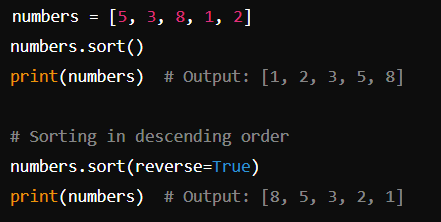 numbers = [5, 3, 8, 1, 2]
numbers.sort()
print(numbers)  # Output: [1, 2, 3, 5, 8]
# Sorting in descending order
numbers.sort(reverse=True)
print(numbers)  # Output: [8, 5, 3, 2, 1]